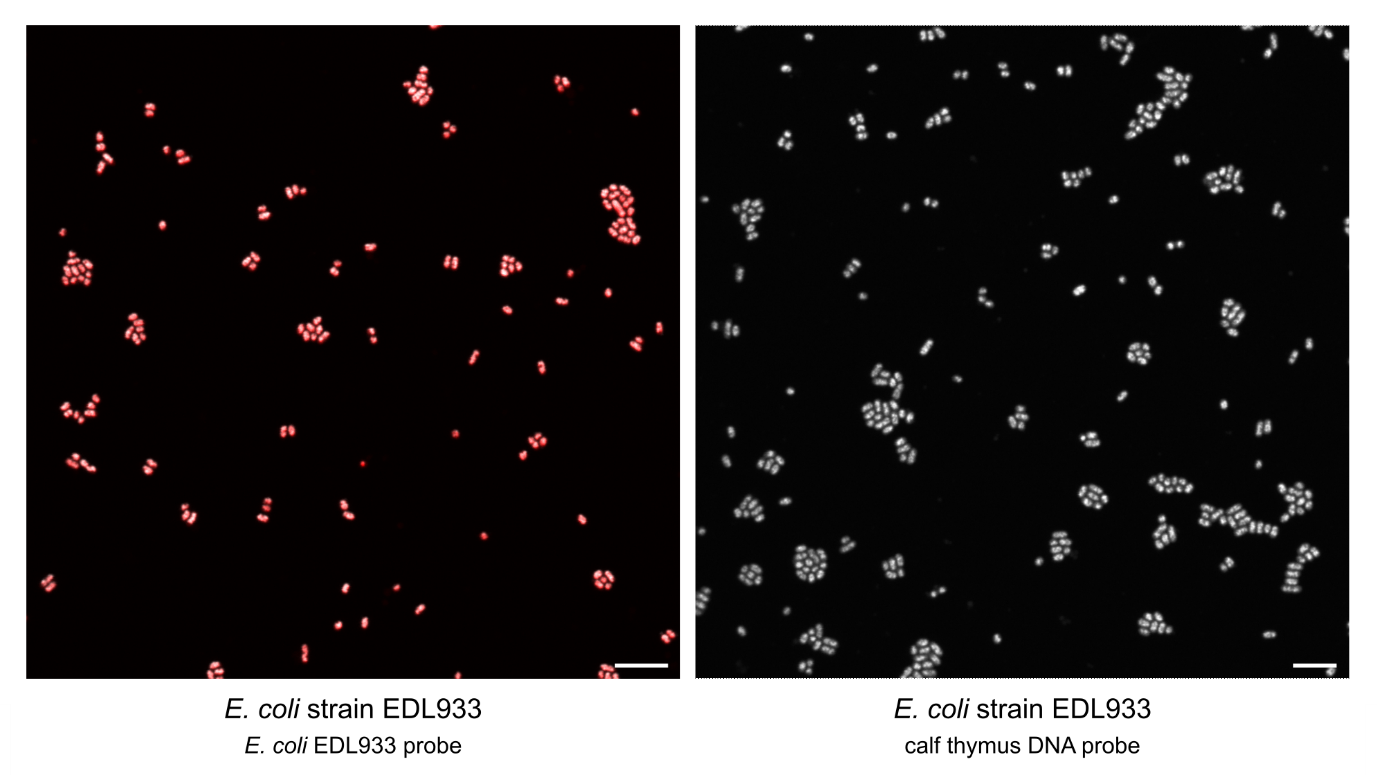 E. coli strain EDL933
E. coli EDL933 probe
E. coli strain EDL933
calf thymus DNA probe